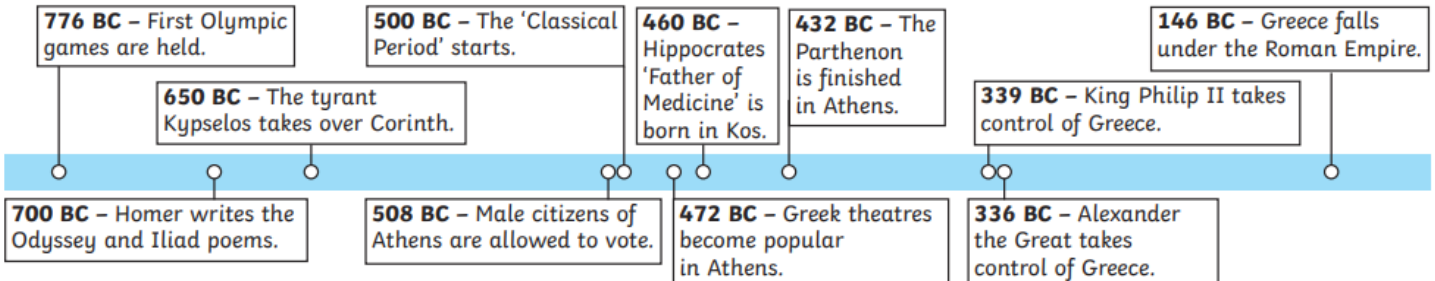 776 BC – First Olympic
games are held.
700 BC – Homer writes the
Odyssey and Iliad poems.
650 BC – The tyrant
Kypselos takes over Corinth.
508 BC – Male citizens of
Athens are allowed to vote.
500 BC – The ‘Classical
Period’ starts.
472 BC – Greek theatres
become popular
in Athens.
460 BC –
Hippocrates
‘Father of
Medicine’ is
born in Kos.
432 BC – The
Parthenon
is finished
in Athens.
339 BC – King Philip II takes
control of Greece.
336 BC – Alexander
the Great takes
control of Greece.
146 BC – Greece falls
under the Roman Empire.